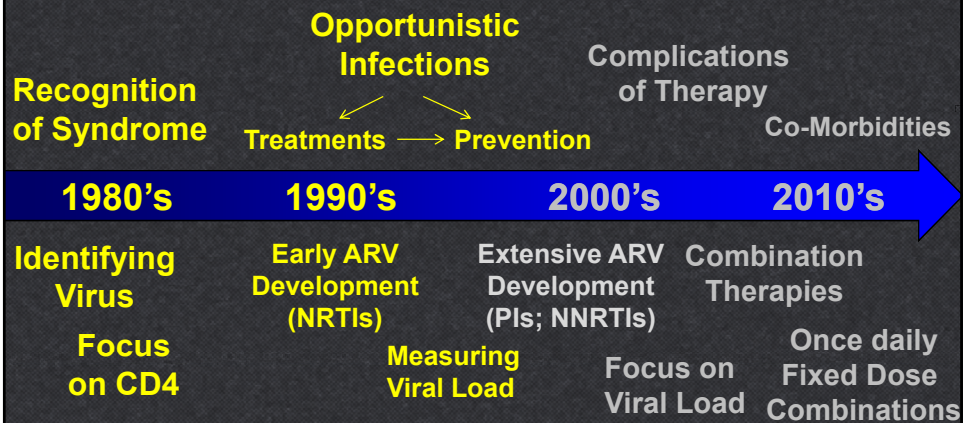 Opportunistic
Infections
Recognition
of Syndrome
Treatments
Prevention
Complications
of Therapy
Co-Morbidities
1980's
1990's
2000's
2010's
Identifying
Virus
Focus
on CD4
Early ARV
Development
(NRTIs)
Measuring
Viral Load
Extensive ARV
Development
(PIs; NNRTIs)
Combination
Therapies
Focus on
Viral Load
Once daily
Fixed Dose
Combinations